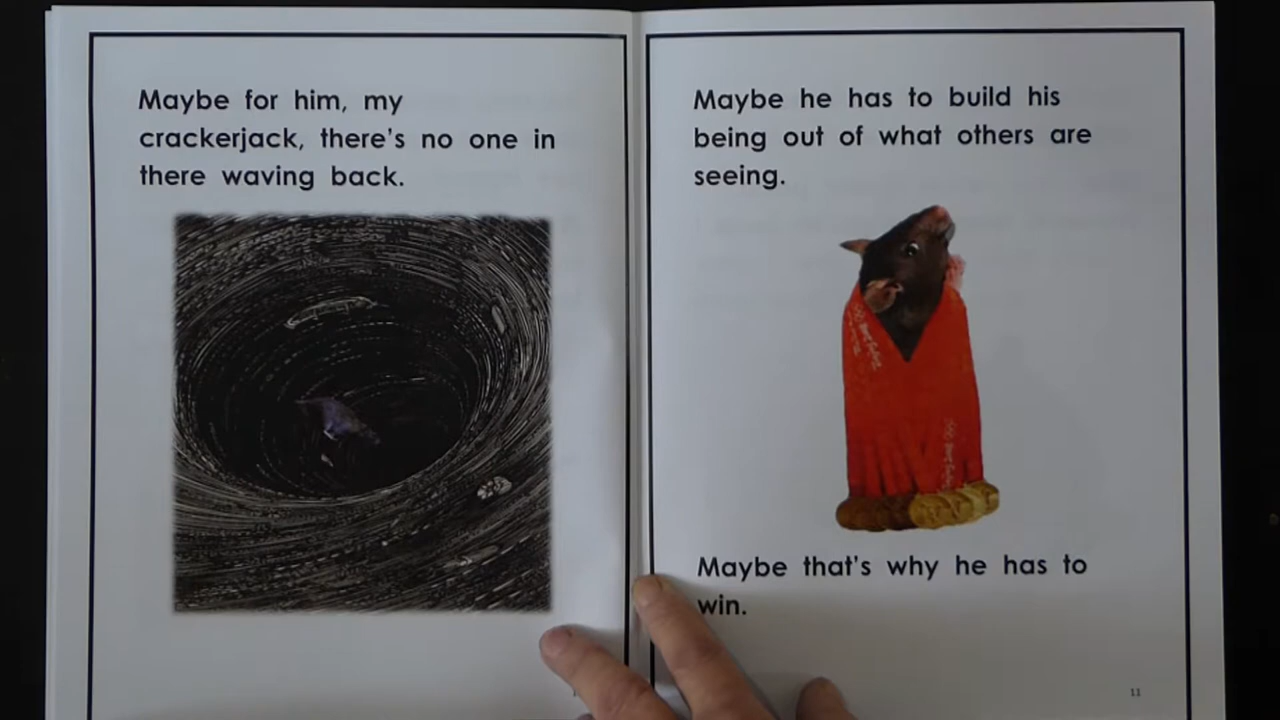 Maybe for him, my
crackerjack, there's no one in
there waving back.
Maybe he has to build his
being out of what others are
seeing.
Maybe that's why he has to
win.
11